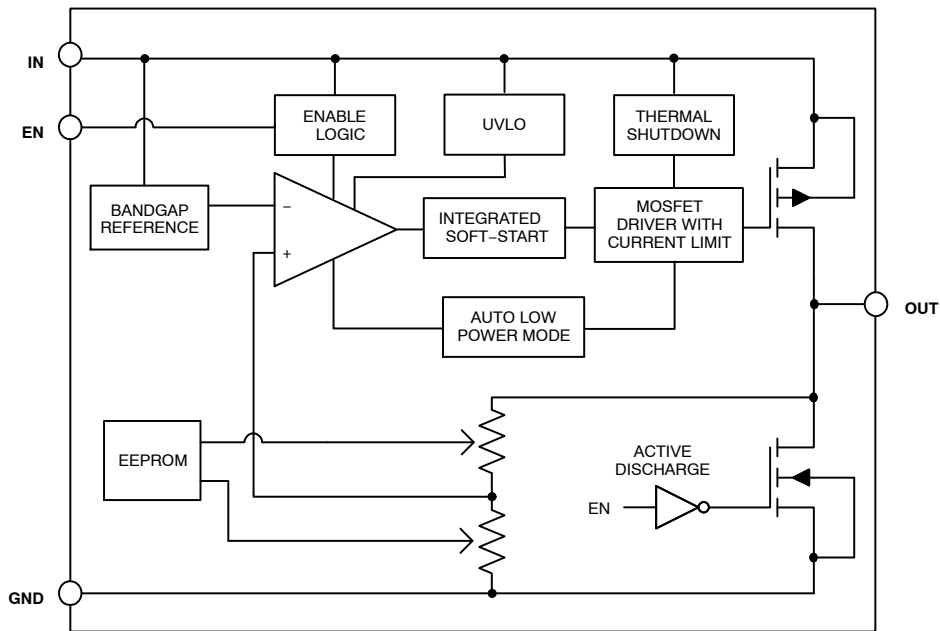 IN
ENABLE
LOGIC
UVLO
THERMAL
SHUTDOWN
EN
BANDGAP
REFERENCE
−
+
INTEGRATED
SOFT−START
MOSFET
DRIVER WITH
CURRENT LIMIT
AUTO LOW
POWER MODE
OUT
EEPROM
ACTIVE
DISCHARGE
EN
GND